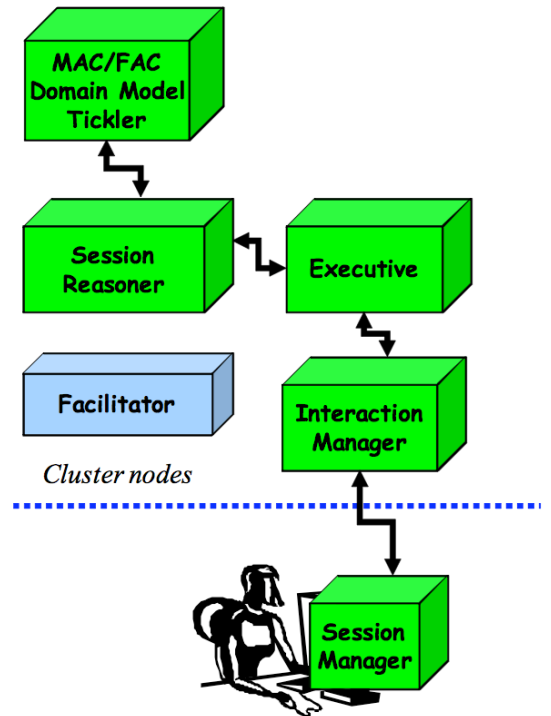 MAC/FAC
Domain Model
Tickler
Session
Reasoner
Executive
Facilitator
Interaction
Manager
Cluster nodes
Session
Manager